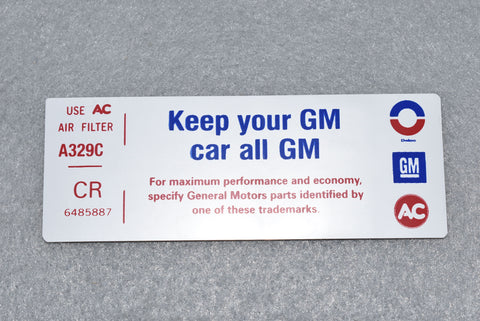 USE AC
AIR FILTER
A329C
CR
6485887
Keep your GM
car all GM
For maximum performance and economy,
specify General Motors parts identified by
one of these trademarks.
Delco
GM
AC